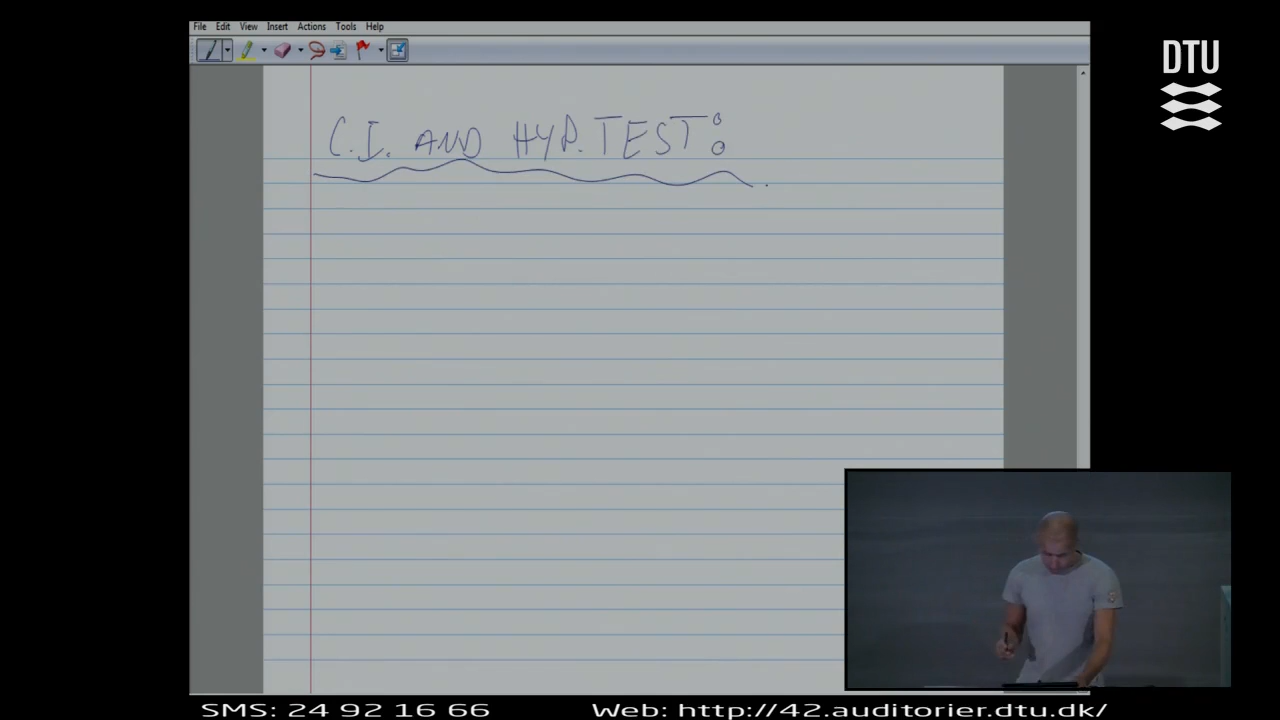 File Edit View Insert Actions Tools Help
DTU
C.I. AND HYP. TEST:
SMS: 24 92 16 66 Web: http://42.auditorier.dtu.dk/